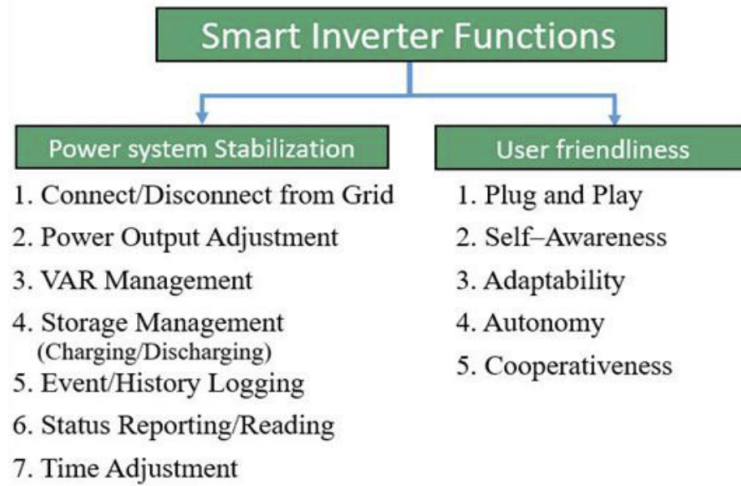 Smart Inverter Functions
Power system Stabilization
1. Connect/Disconnect from Grid
2. Power Output Adjustment
3. VAR Management
4. Storage Management
(Charging/Discharging)
5. Event/History Logging
6. Status Reporting/Reading
7. Time Adjustment
User friendliness
1. Plug and Play
2. Self–Awareness
3. Adaptability
4. Autonomy
5. Cooperativeness